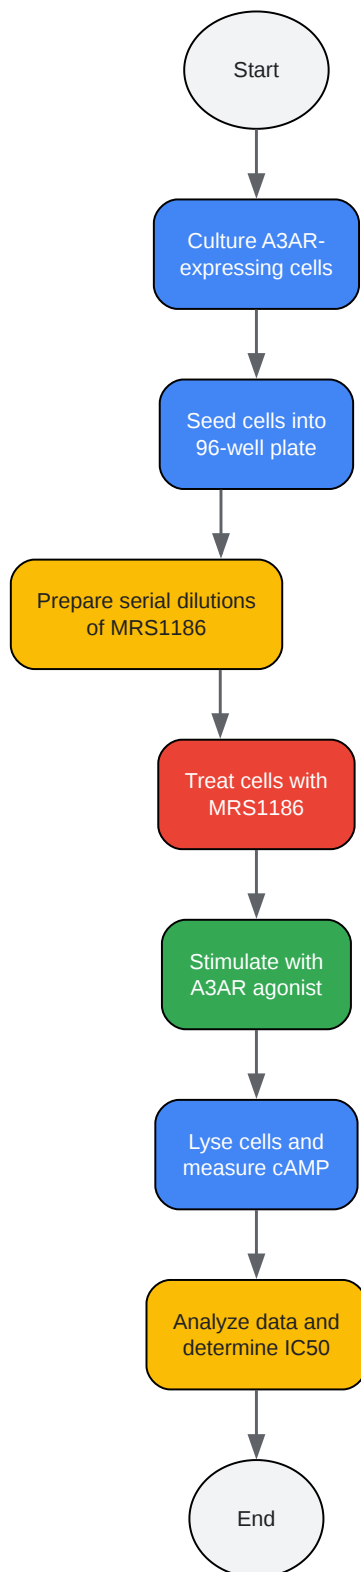 Start
Culture A3AR-
expressing cells
Seed cells into
96-well plate
Prepare serial dilutions
of MRS1186
Treat cells with
MRS1186
Stimulate with
A3AR agonist
Lyse cells and
measure cAMP
Analyze data and
determine IC50
End